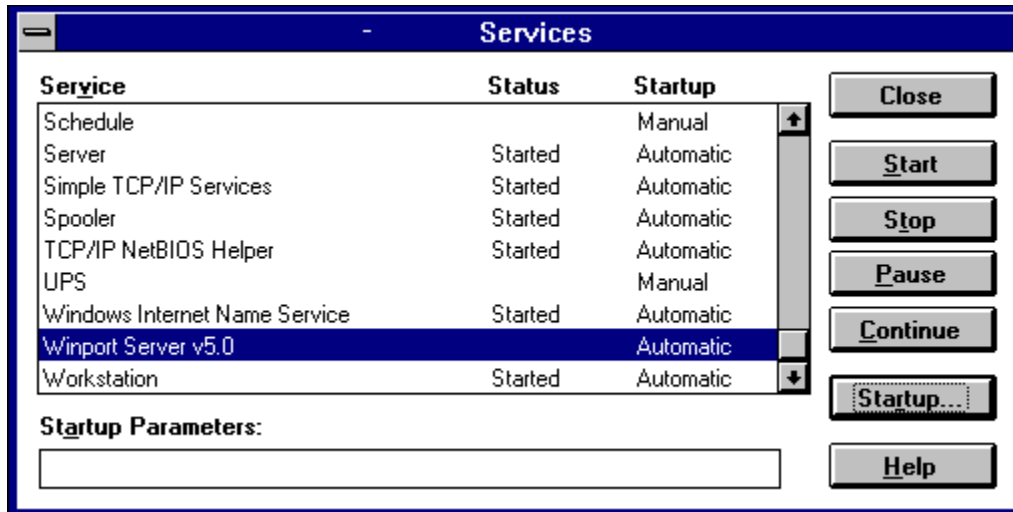 - Services
Service Status Startup
Schedule Manual
Server Started Automatic
Simple TCP/IP Services Started Automatic
Spooler Started Automatic
TCP/IP NetBIOS Helper Started Automatic
UPS Manual
Windows Internet Name Service Started Automatic
Winport Server v5.0 Automatic
Workstation Started Automatic
Startup Parameters:
Close
Start
Stop
Pause
Continue
Startup...
Help